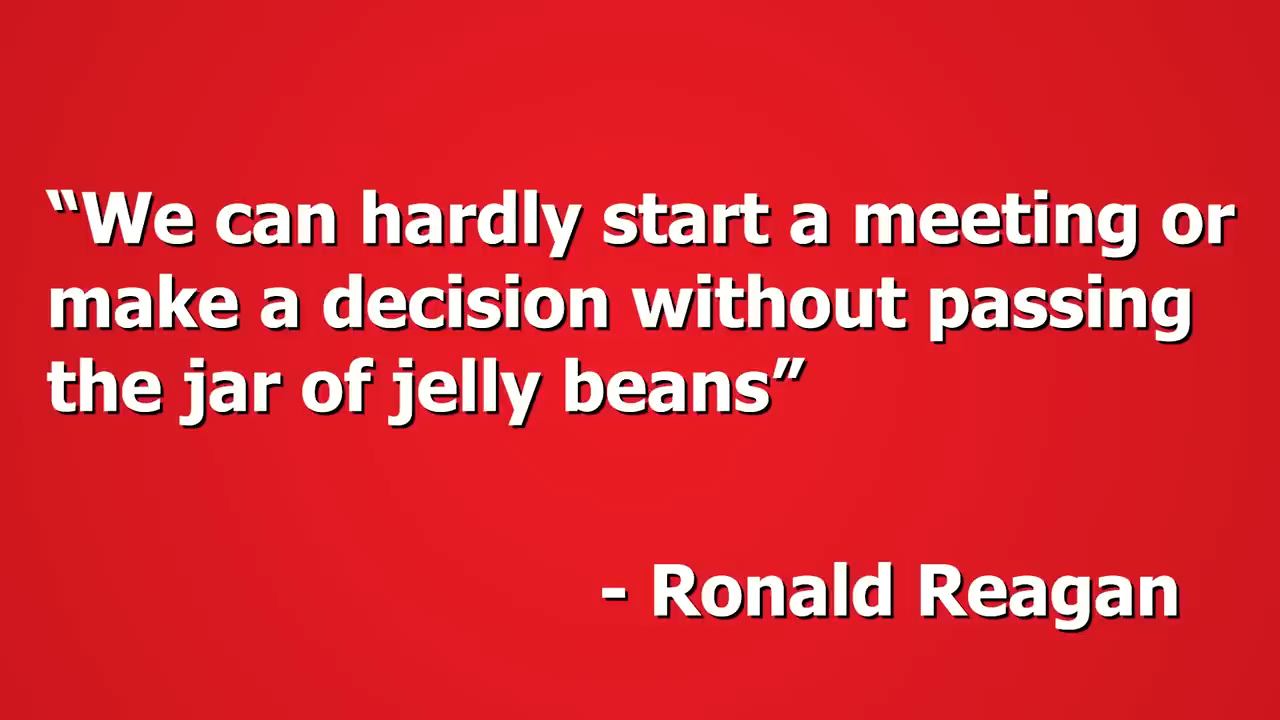 “We can hardly start a meeting or
make a decision without passing
the jar of jelly beans”
- Ronald Reagan